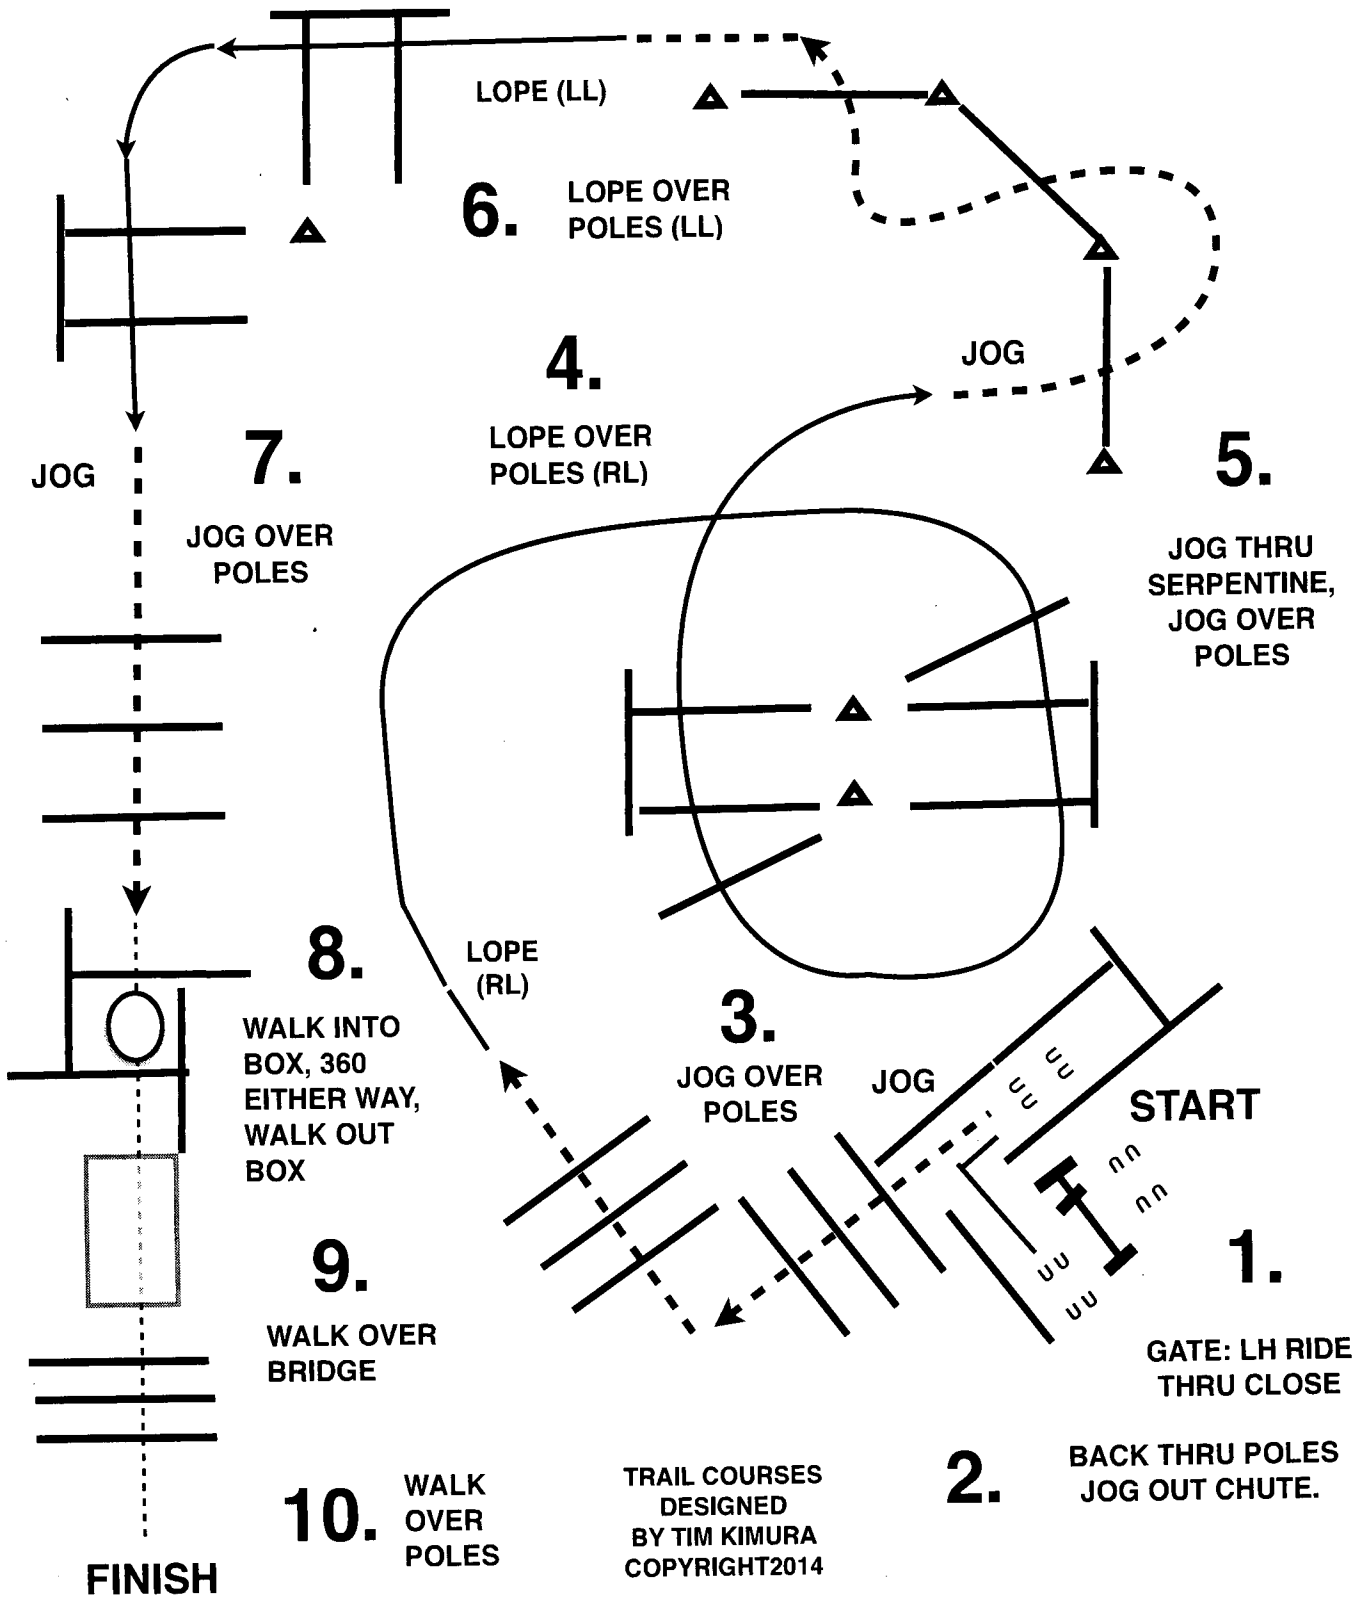 LOPE (LL)
6.
LOPE OVER
POLES (LL)
4.
LOPE OVER
POLES (RL)
JOG
5.
JOG THRU
SERPENTINE,
JOG OVER
POLES
JOG
7.
JOG OVER
POLES
8.
WALK INTO
BOX, 360
EITHER WAY,
WALK OUT
BOX
LOPE
(RL)
3.
JOG OVER
POLES
JOG
START
1.
GATE: LH RIDE
THRU CLOSE
9.
WALK OVER
BRIDGE
2.
BACK THRU POLES
JOG OUT CHUTE.
10.
WALK
OVER
POLES
TRAIL COURSES
DESIGNED
BY TIM KIMURA
COPYRIGHT2014
FINISH